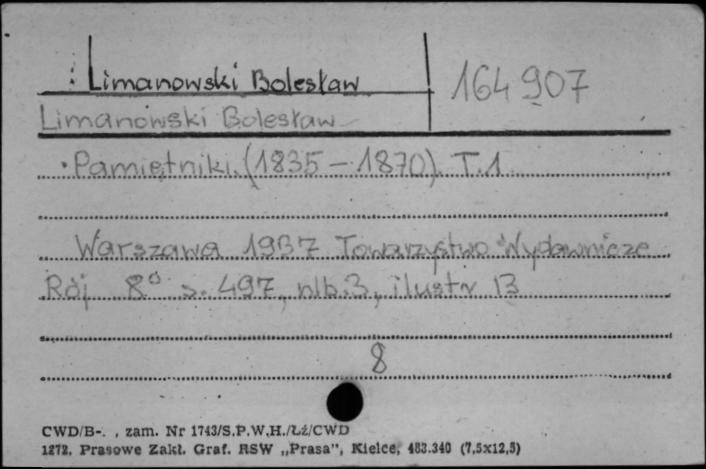 Limanowski Bolesław
164 907
Limanowski Bolesław
Pamiętniki. (1835 – 1870). T.1
Warszawa 1937 Towarzystwo Wydawnicze
Rój 8° s. 497, nlb. 3, ilustr 13
8
CWD/B-. , zam. Nr 1743/S.P.W.H./Łź/CWD
1272. Prasowe Zakł. Graf. RSW „Prasa", Kielce, 483.340 (7,5x12,5)